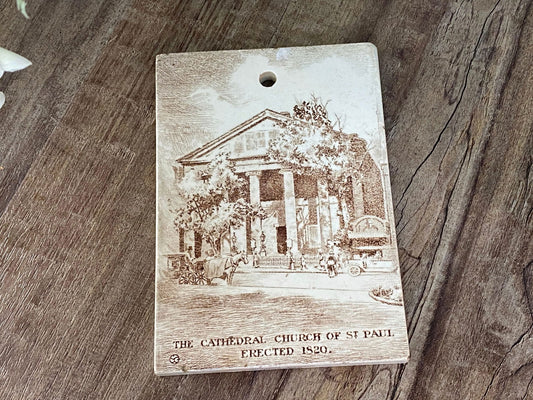 THE CATHEDRAL CHURCH OF ST PAUL
ERECTED 1820.